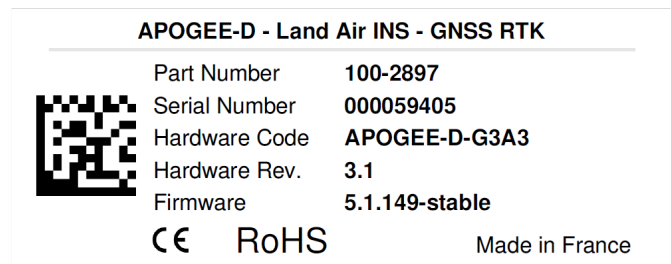 APOGEE-D - Land Air INS - GNSS RTK
Part Number 100-2897
Serial Number 000059405
Hardware Code APOGEE-D-G3A3
Hardware Rev. 3.1
Firmware 5.1.149-stable
CE RoHS Made in France